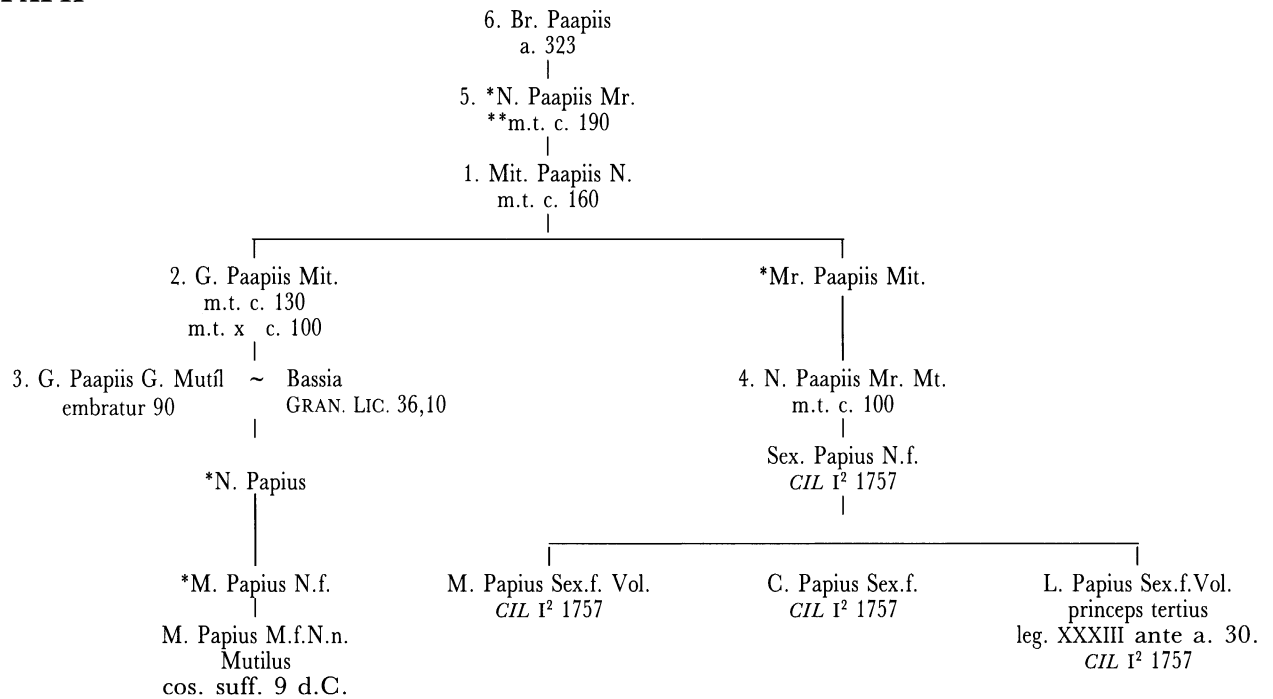 6. Br. Paapiis
a. 323
5. *N. Paapiis Mr.
**m.t. c. 190
1. Mit. Paapiis N.
m.t. c. 160
2. G. Paapiis Mit.
m.t. c. 130
m.t. x c. 100
*Mr. Paapiis Mit.
3. G. Paapiis G. Mutíl ~ Bassia
embratur 90 GRAN. LIC. 36,10
4. N. Paapiis Mr. Mt.
m.t. c. 100
*N. Papius
Sex. Papius N.f.
CIL I² 1757
*M. Papius N.f.
M. Papius M.f.N.n.
Mutilus
cos. suff. 9 d.C.
M. Papius Sex.f. Vol.
CIL I² 1757
C. Papius Sex.f.
CIL I² 1757
L. Papius Sex.f.Vol.
princeps tertius
leg. XXXIII ante a. 30.
CIL I² 1757